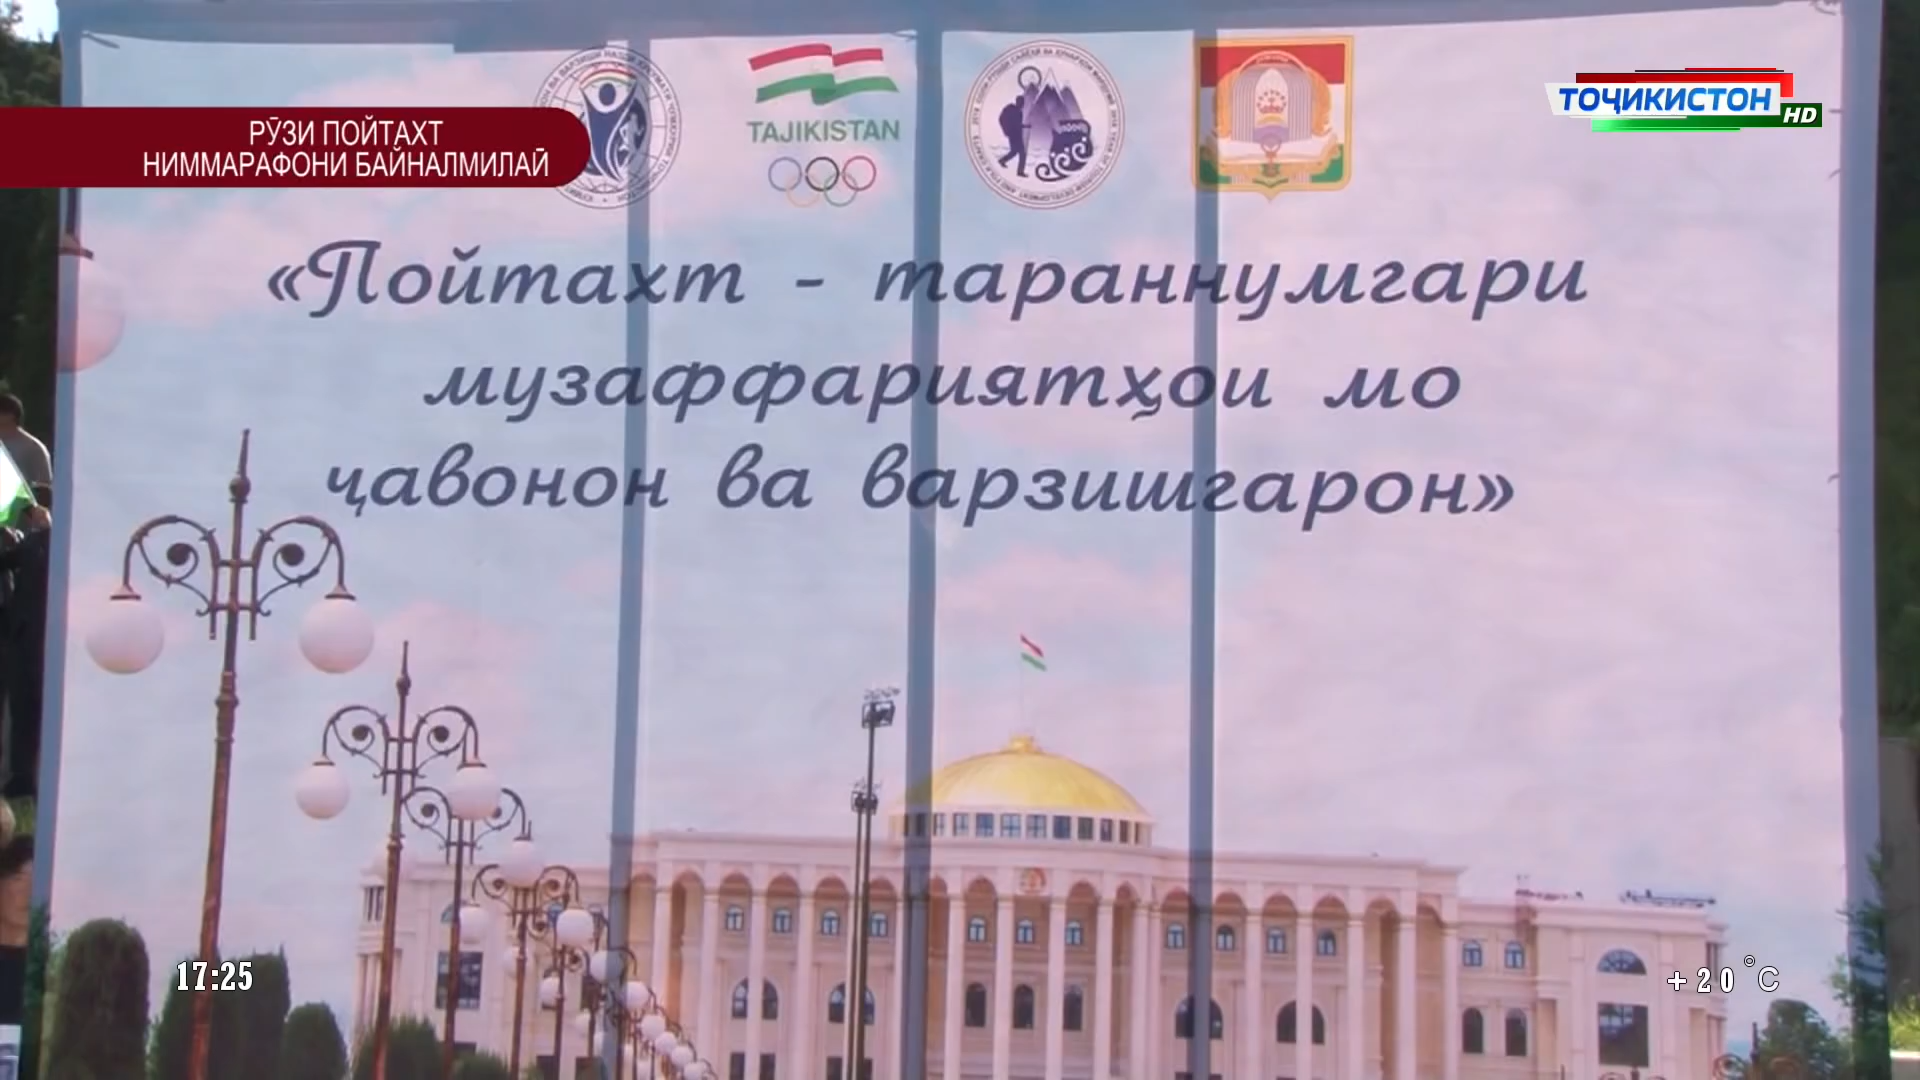 ТОҶИКИСТОН HD
РӮЗИ ПОЙТАХТ
НИММАРАФОНИ БАЙНАЛМИЛАӢ
TAJIKISTAN
«Пойтахт - тараннумгари
музаффариятҳои мо
ҷавонон ва варзишгарон»
17:25
+20°C